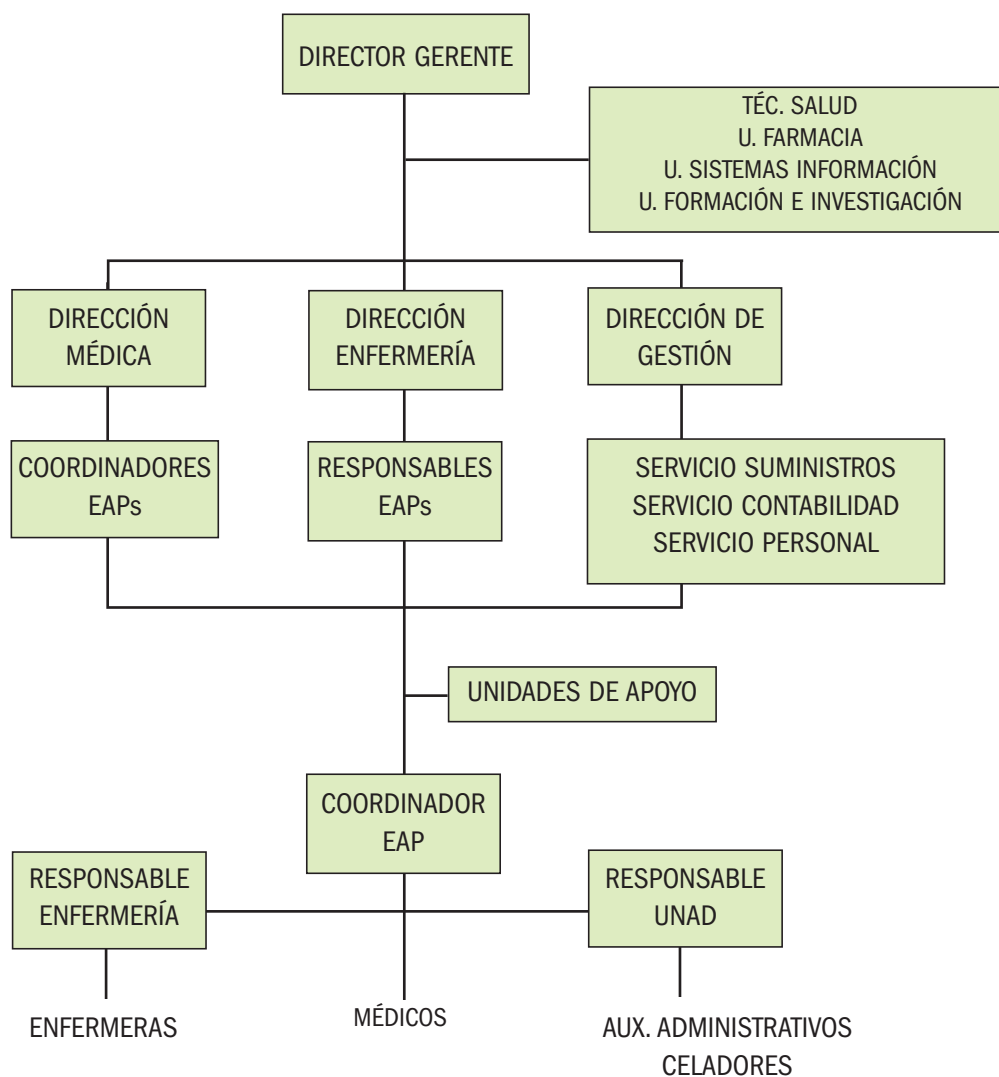 DIRECTOR GERENTE
TÉC. SALUD
U. FARMACIA
U. SISTEMAS INFORMACIÓN
U. FORMACIÓN E INVESTIGACIÓN
DIRECCIÓN
MÉDICA
DIRECCIÓN
ENFERMERÍA
DIRECCIÓN DE
GESTIÓN
COORDINADORES
EAPs
RESPONSABLES
EAPs
SERVICIO SUMINISTROS
SERVICIO CONTABILIDAD
SERVICIO PERSONAL
UNIDADES DE APOYO
COORDINADOR
EAP
RESPONSABLE
ENFERMERÍA
RESPONSABLE
UNAD
ENFERMERAS
MÉDICOS
AUX. ADMINISTRATIVOS
CELADORES